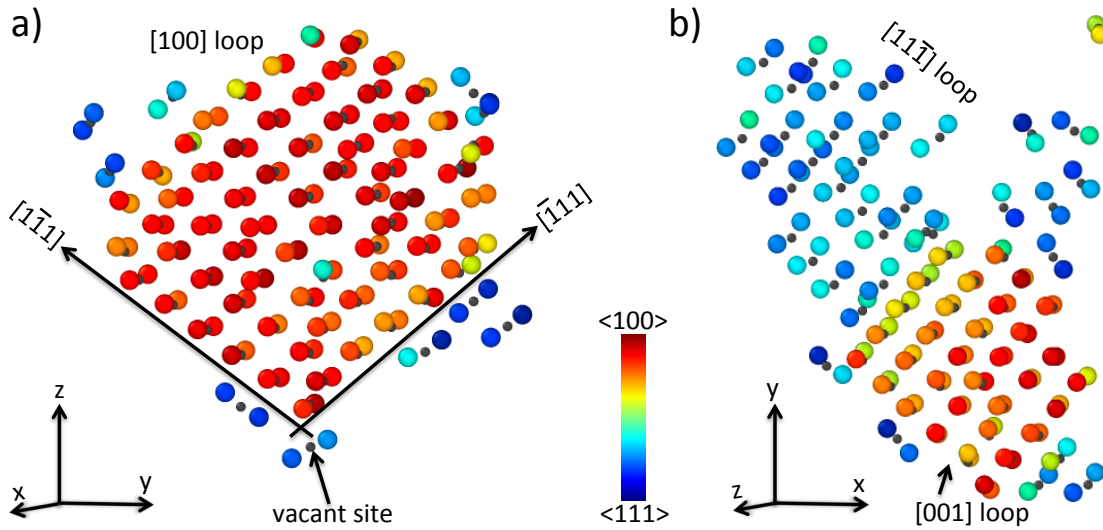 a)
[100] loop
[11̅1]
[1̅11]
z
x
y
vacant site
<100>
<111>
b)
[111̅] loop
y
z
x
[001] loop